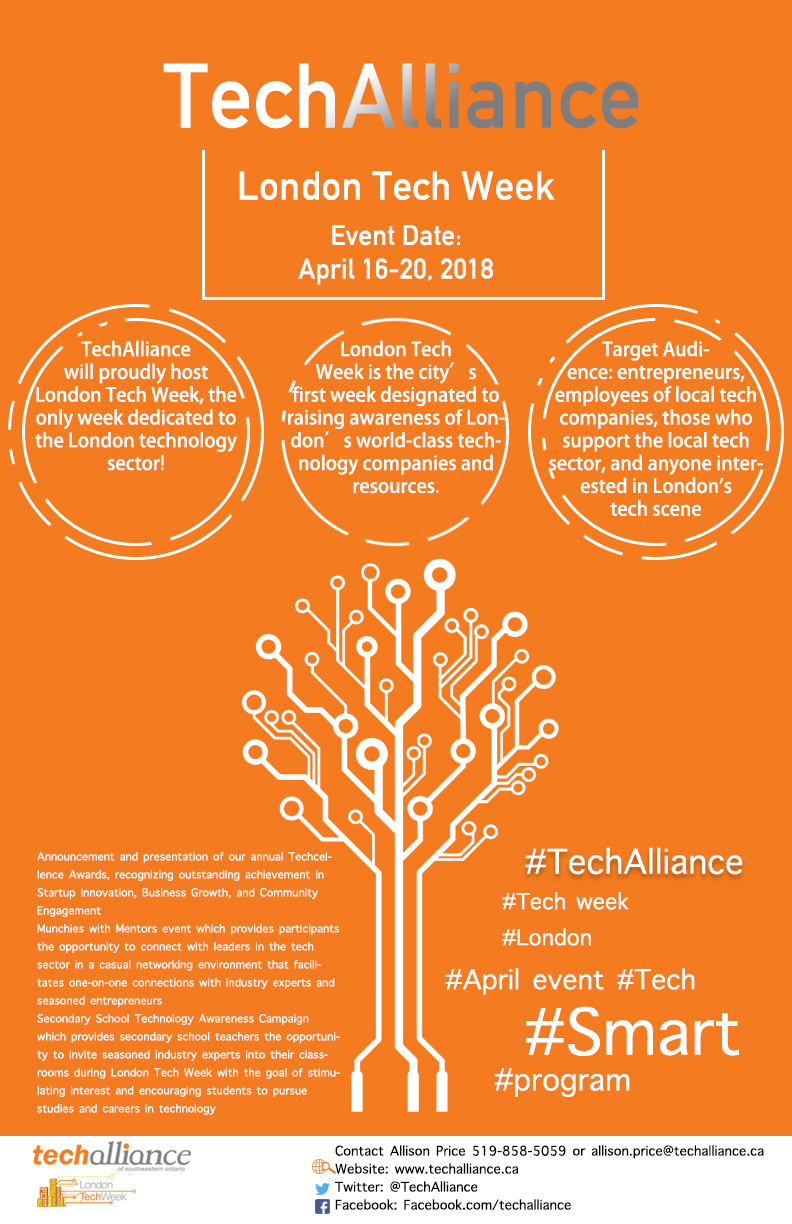 TechAlliance
London Tech Week
Event Date:
April 16-20, 2018
TechAlliance
will proudly host
London Tech Week, the
only week dedicated to
the London technology
sector!
London Tech
Week is the city’s
first week designated to
raising awareness of Lon-
don’s world-class tech-
nology companies and
resources.
Target Audi-
ence: entrepreneurs,
employees of local tech
companies, those who
support the local tech
sector, and anyone inter-
ested in London’s
tech scene
Announcement and presentation of our annual Techcel-
lence Awards, recognizing outstanding achievement in
Startup Innovation, Business Growth, and Community
Engagement
Munchies with Mentors event which provides participants
the opportunity to connect with leaders in the tech
sector in a casual networking environment that facili-
tates one-on-one connections with industry experts and
seasoned entrepreneurs
Secondary School Technology Awareness Campaign
which provides secondary school teachers the opportuni-
ty to invite seasoned industry experts into their class-
rooms during London Tech Week with the goal of stimu-
lating interest and encouraging students to pursue
studies and careers in technology
#TechAlliance
#Tech week
#London
#April event #Tech
#Smart
#program
techalliance
of southwestern ontario
London
TechWeek
Contact Allison Price 519-858-5059 or allison.price@techalliance.ca
Website: www.techalliance.ca
Twitter: @TechAlliance
Facebook: Facebook.com/techalliance